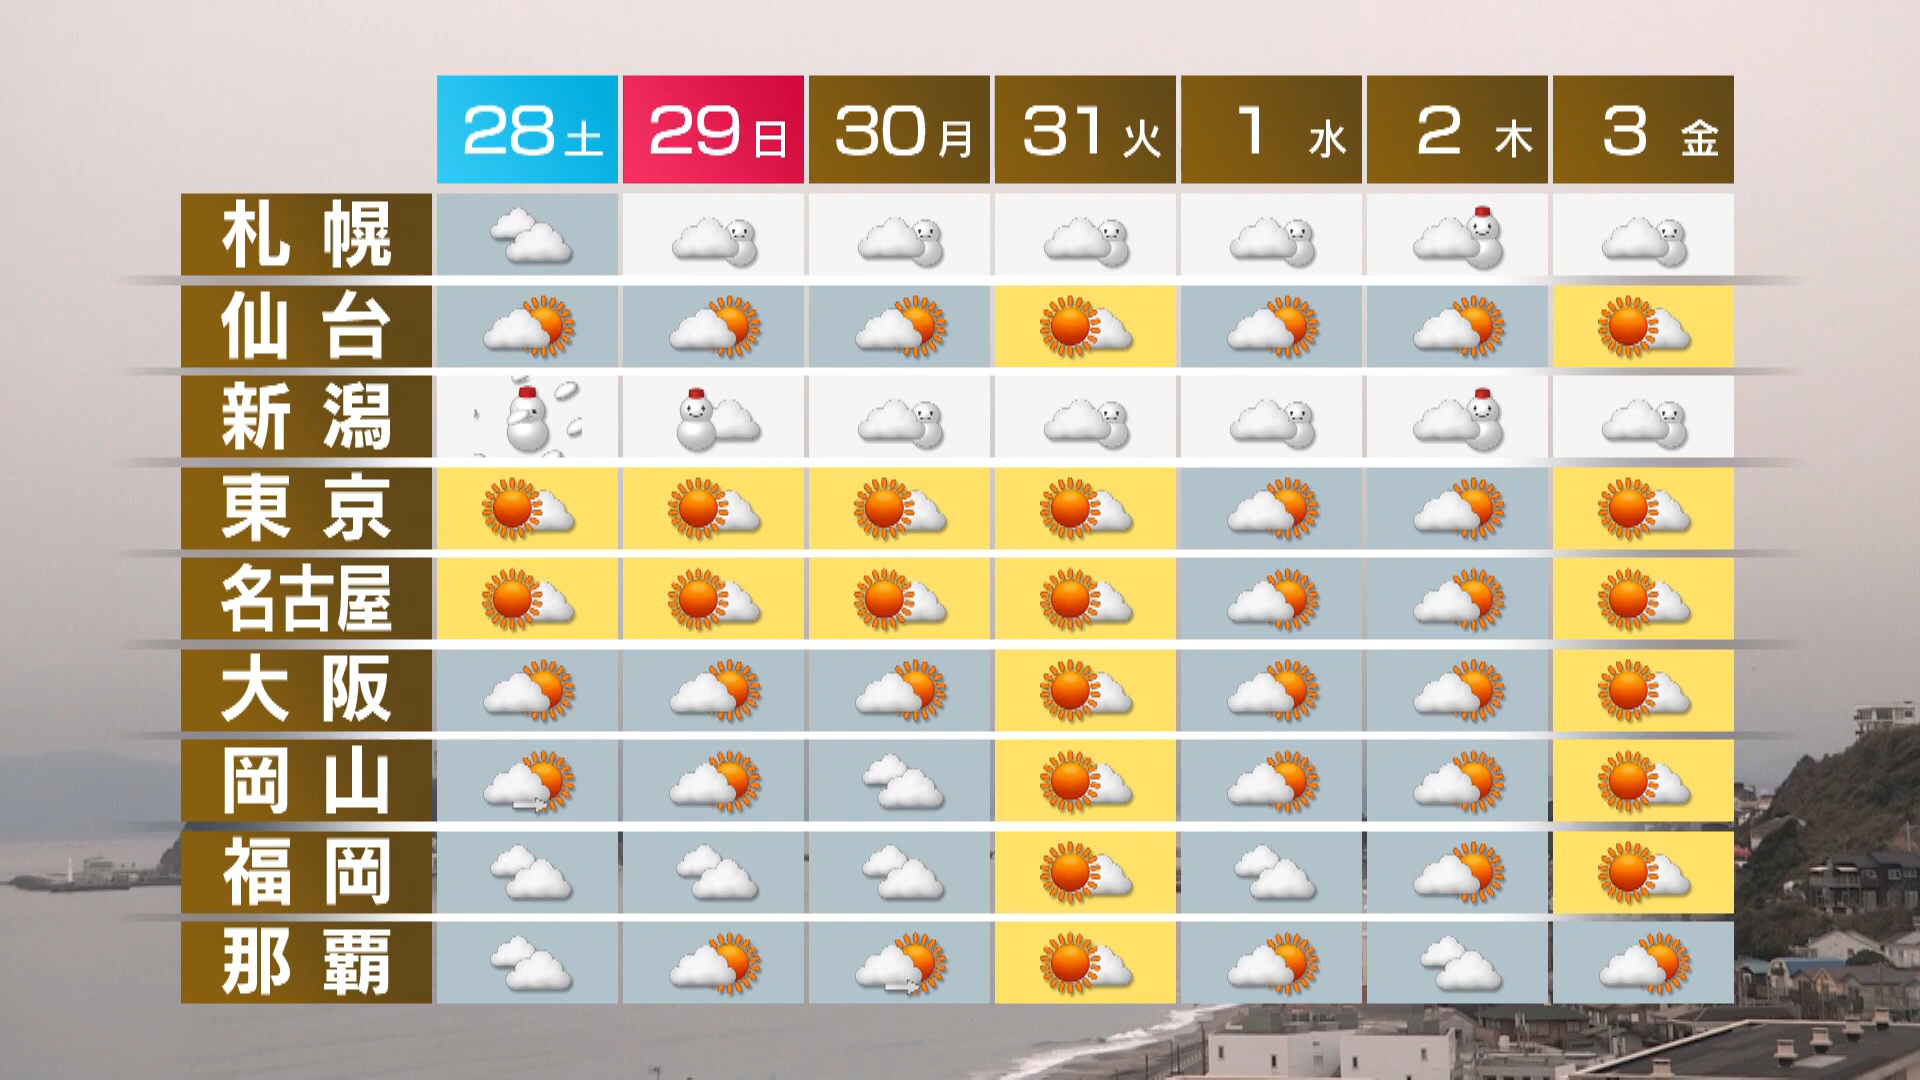 28土 29日 30月 31火 1水 2木 3金
札幌
仙台
新潟
東京
名古屋
大阪
岡山
福岡
那覇